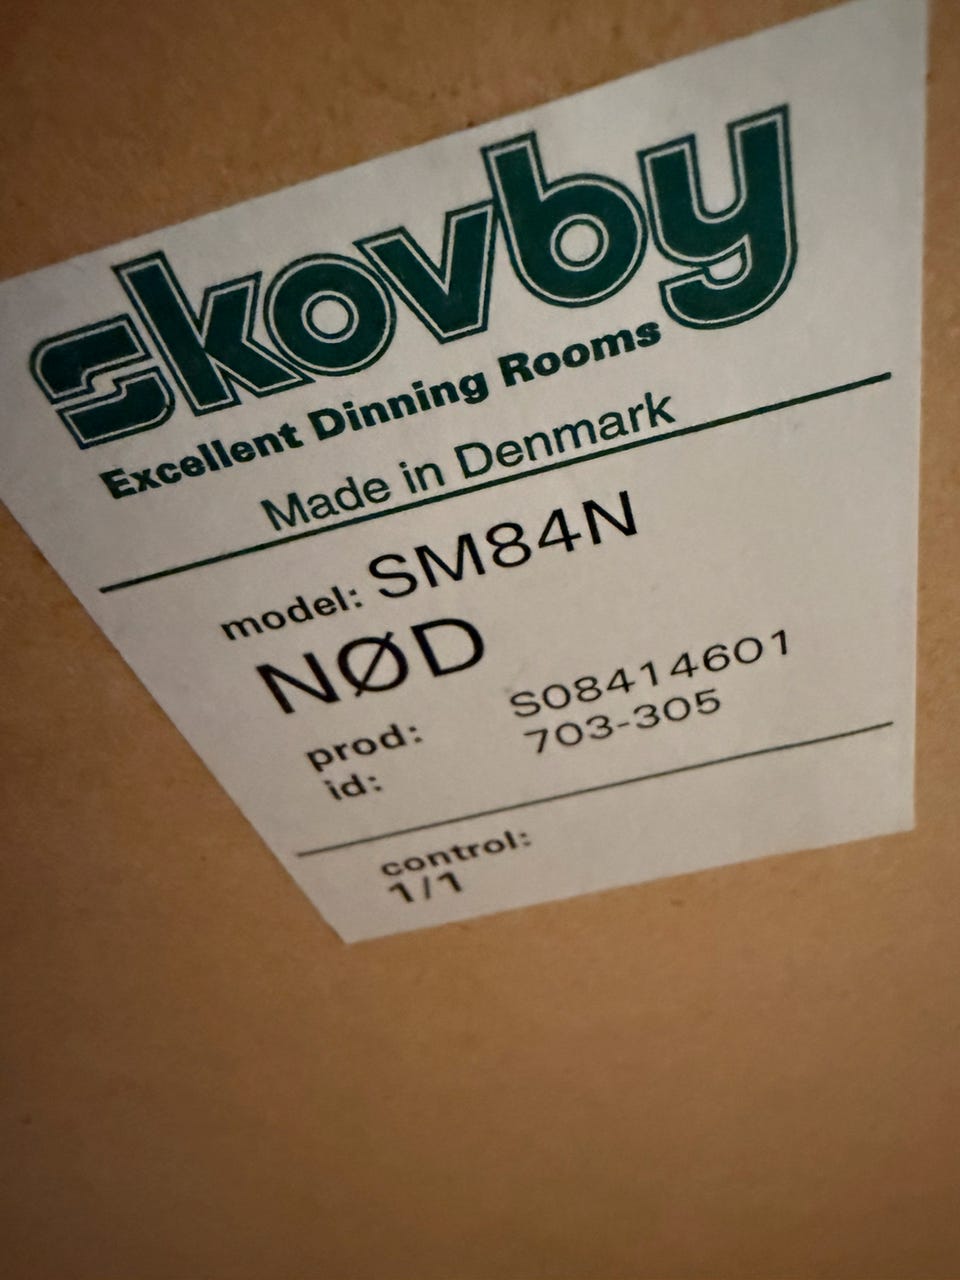 skovby
Excellent Dinning Rooms
Made in Denmark
model: SM84N
NØD
prod: S08414601
id: 703-305
control:
1/1